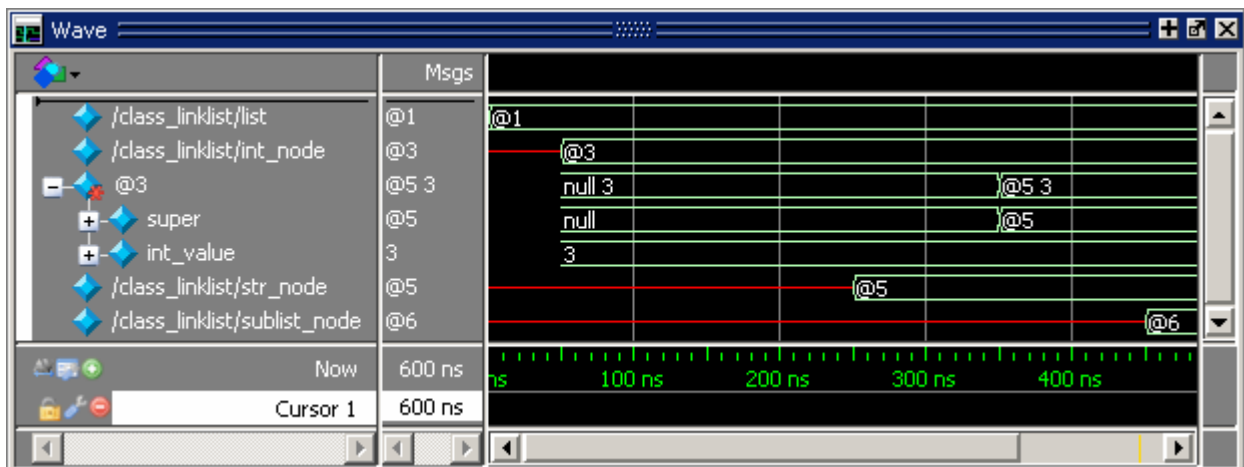 Wave
Msgs
/class_linklist/list @1 @1
/class_linklist/int_node @3 @3
@3 @5 3 null 3 @5 3
super @5 null @5
int_value 3 3
/class_linklist/str_node @5 @5
/class_linklist/sublist_node @6 @6
Now 600 ns ns 100 ns 200 ns 300 ns 400 ns
Cursor 1 600 ns